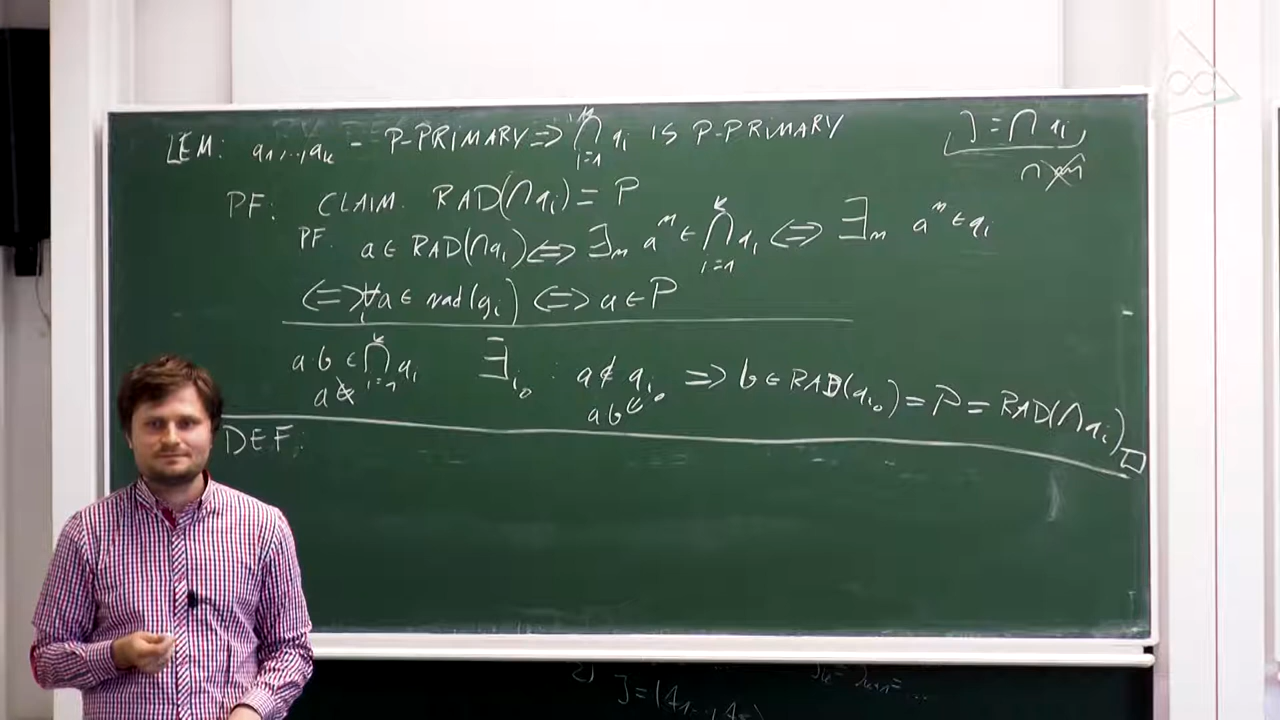 LEM: q₁,...,qₖ - P-PRIMARY ⇒ ⋂ᵢ₌₁ᵏ qᵢ IS P-PRIMARY
J = ∩ qᵢ
PF: CLAIM. RAD(∩qᵢ) = P
PF. a ∈ RAD(∩qᵢ) ⇔ ∃ₘ aᵐ ∈ ⋂ᵢ₌₁ᵏ qᵢ ⇔ ∃ₘ aᵐ ∈ qᵢ
⇔ ∀ᵢ a ∈ rad(qᵢ) ⇔ a ∈ P
a·b ∈ ⋂ᵢ₌₁ᵏ qᵢ ∃ᵢ₀ : a ∉ qᵢ₀ ⇒ b ∈ RAD(qᵢ₀) = P = RAD(∩qᵢ) □
a ∉ ab ∈
DEF:
J = (